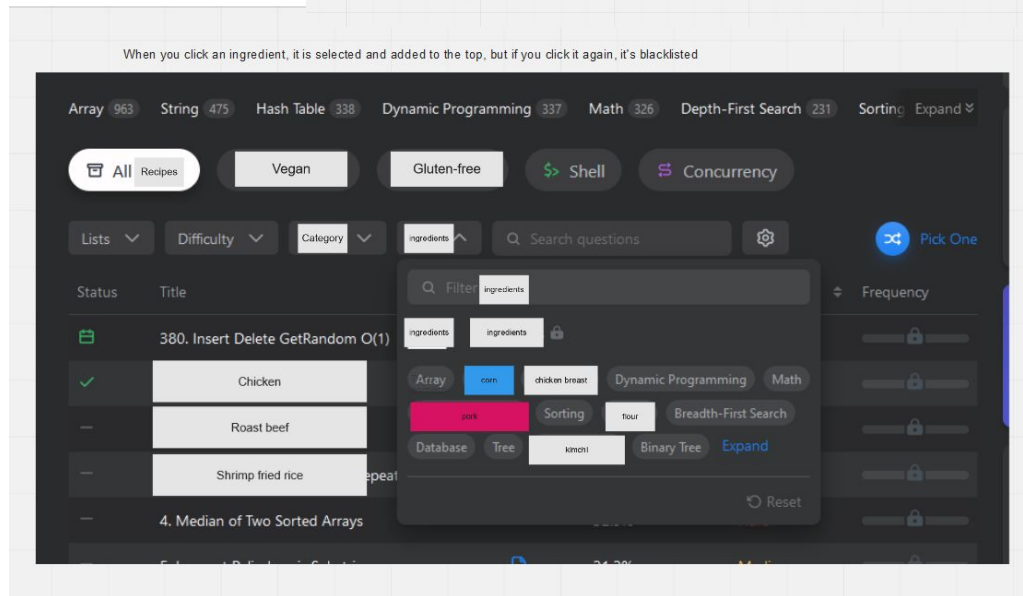 When you click an ingredient, it is selected and added to the top, but if you click it again, it's blacklisted
Array 963 String 475 Hash Table 338 Dynamic Programming 337 Math 326 Depth-First Search 231 Sorting Expand
All Recipes Vegan Gluten-free $> Shell Concurrency
Lists Difficulty Category ingredients Search questions Pick One
Status Title Filter ingredients Frequency
380. Insert Delete GetRandom O(1) ingredients ingredients
Chicken Array corn chicken breast Dynamic Programming Math
Roast beef pork Sorting flour Breadth-First Search
Database Tree kimchi Binary Tree Expand
Shrimp fried rice epeat
Reset
4. Median of Two Sorted Arrays